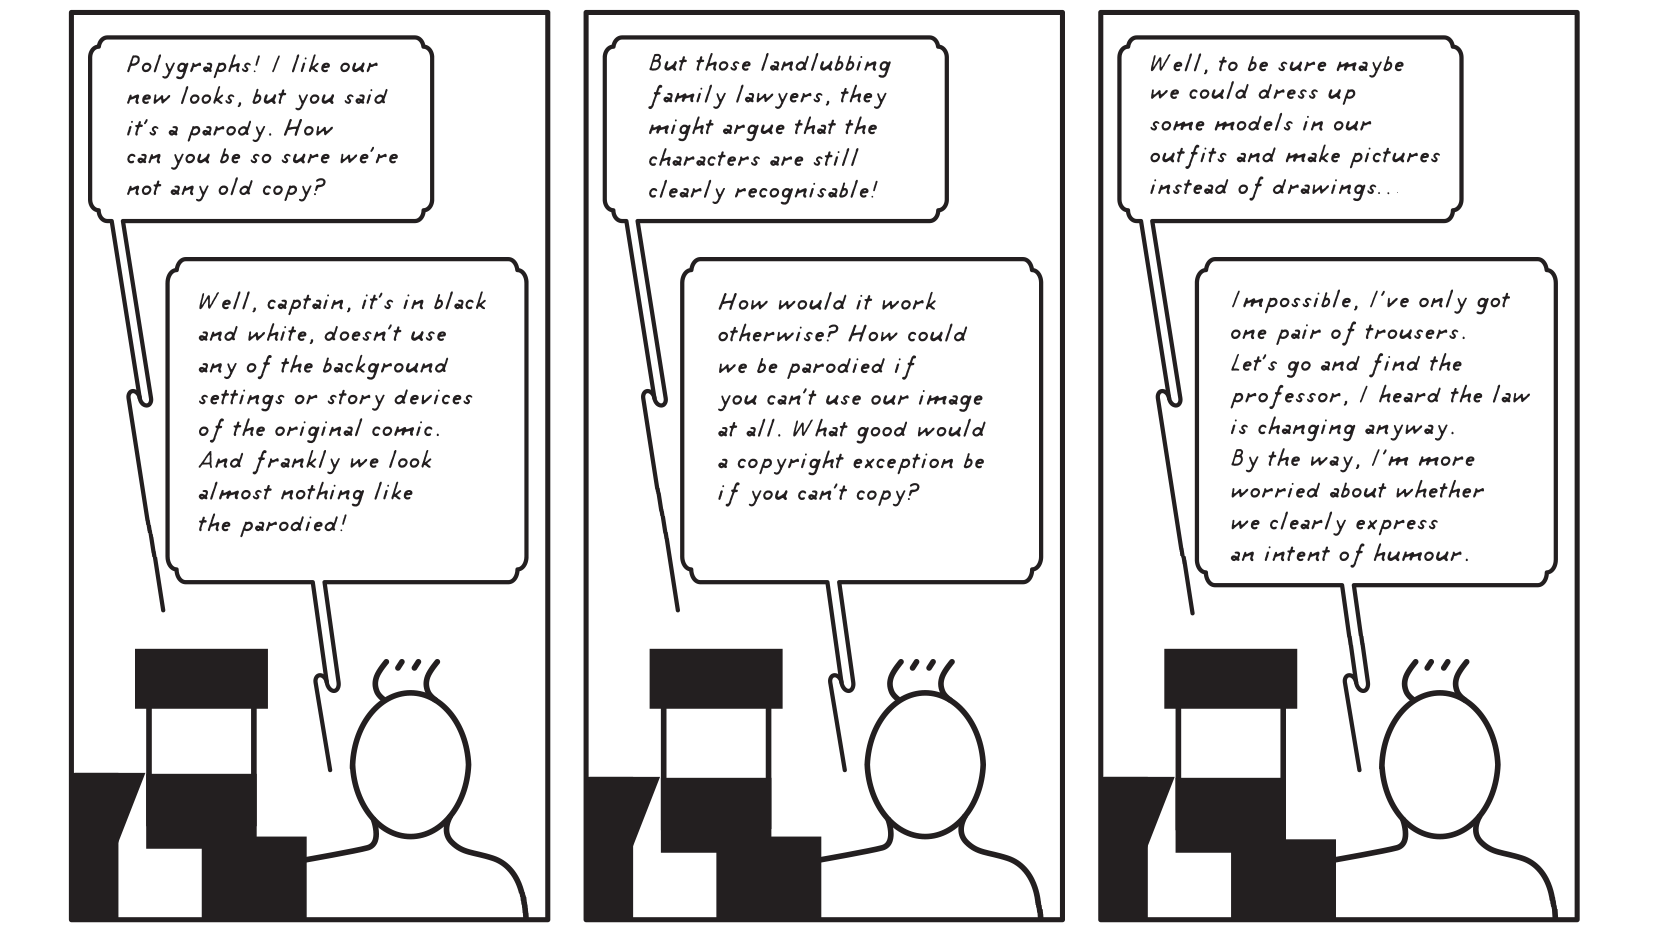 Polygraphs! I like our
new looks, but you said
it's a parody. How
can you be so sure we're
not any old copy?
Well, captain, it's in black
and white, doesn't use
any of the background
settings or story devices
of the original comic.
And frankly we look
almost nothing like
the parodied!
But those landlubbing
family lawyers, they
might argue that the
characters are still
clearly recognisable!
How would it work
otherwise? How could
we be parodied if
you can't use our image
at all. What good would
a copyright exception be
if you can't copy?
Well, to be sure maybe
we could dress up
some models in our
outfits and make pictures
instead of drawings...
Impossible, I've only got
one pair of trousers.
Let's go and find the
professor, I heard the law
is changing anyway.
By the way, I'm more
worried about whether
we clearly express
an intent of humour.